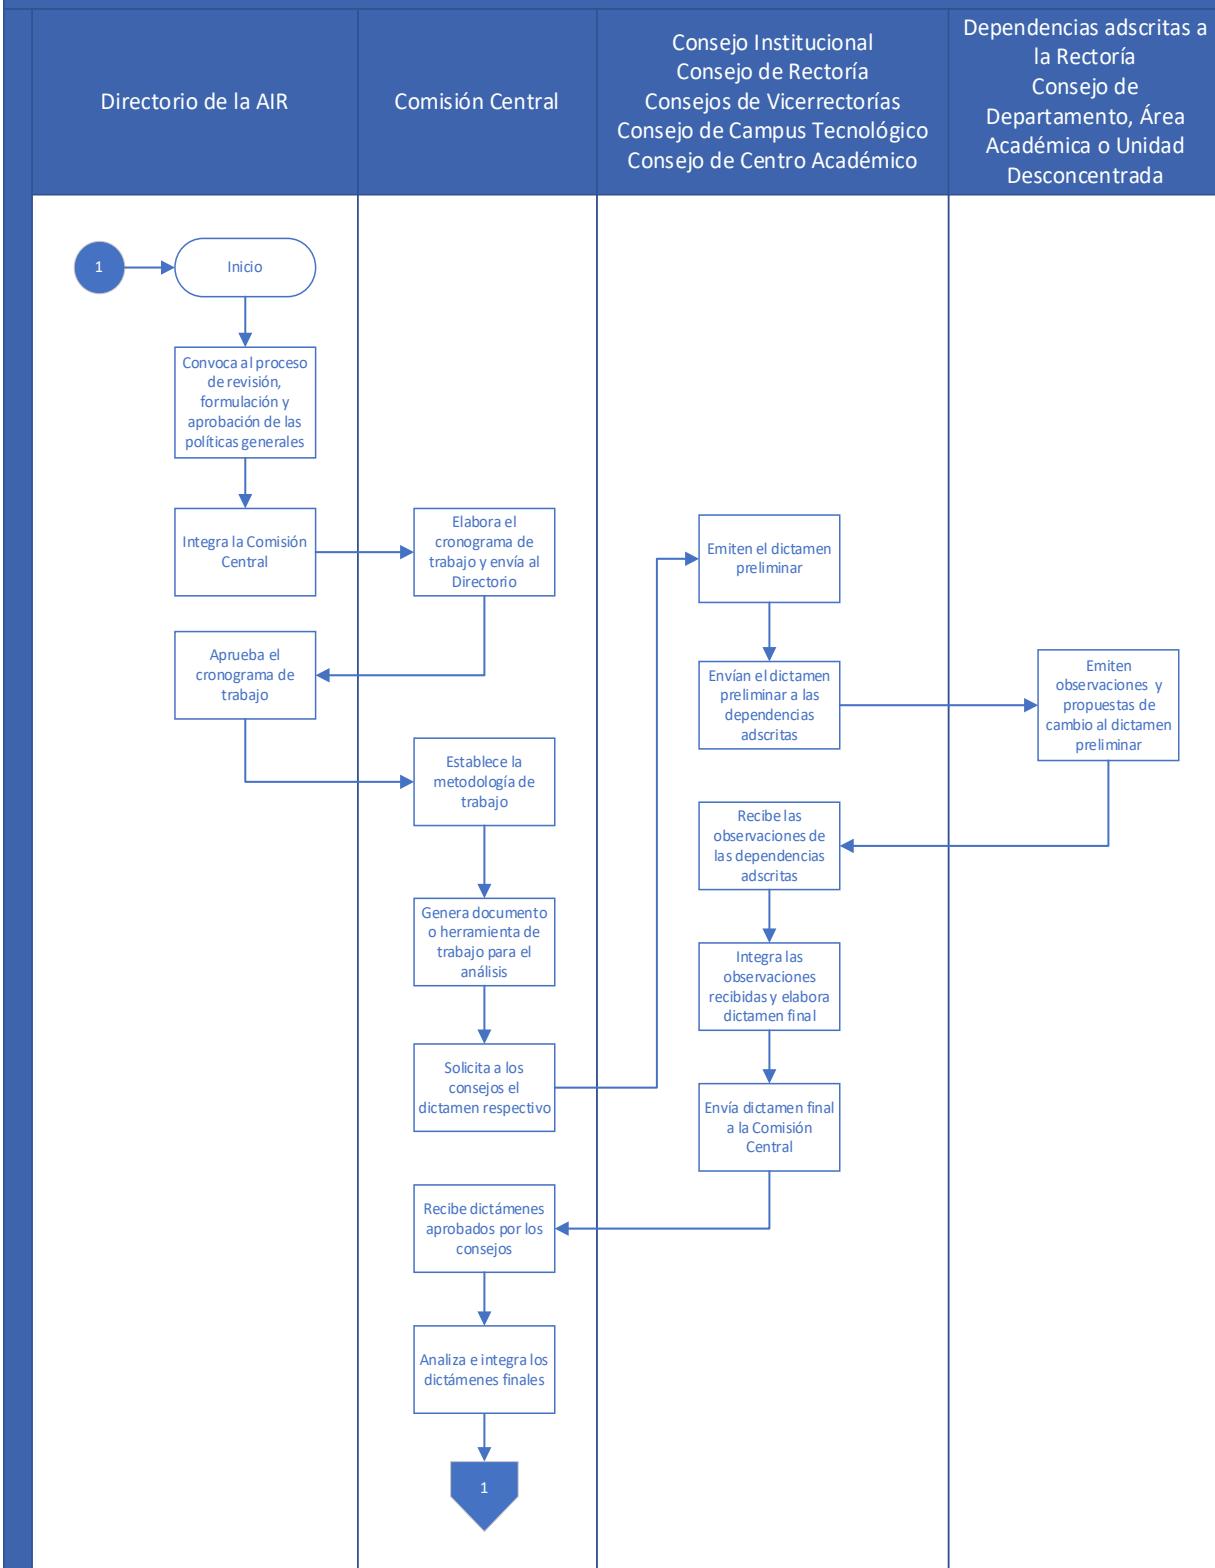 Directorio de la AIR
Comisión Central
Consejo Institucional
Consejo de Rectoría
Consejos de Vicerrectorías
Consejo de Campus Tecnológico
Consejo de Centro Académico
Dependencias adscritas a
la Rectoría
Consejo de
Departamento, Área
Académica o Unidad
Desconcentrada
1
Inicio
Convoca al proceso
de revisión,
formulación y
aprobación de las
políticas generales
Integra la Comisión
Central
Elabora el
cronograma de
trabajo y envía al
Directorio
Aprueba el
cronograma de
trabajo
Establece la
metodología de
trabajo
Genera documento
o herramienta de
trabajo para el
análisis
Solicita a los
consejos el
dictamen respectivo
Emiten el dictamen
preliminar
Envían el dictamen
preliminar a las
dependencias
adscritas
Emiten
observaciones y
propuestas de
cambio al dictamen
preliminar
Recibe las
observaciones de
las dependencias
adscritas
Integra las
observaciones
recibidas y elabora
dictamen final
Envía dictamen final
a la Comisión
Central
Recibe dictámenes
aprobados por los
consejos
Analiza e integra los
dictámenes finales
1